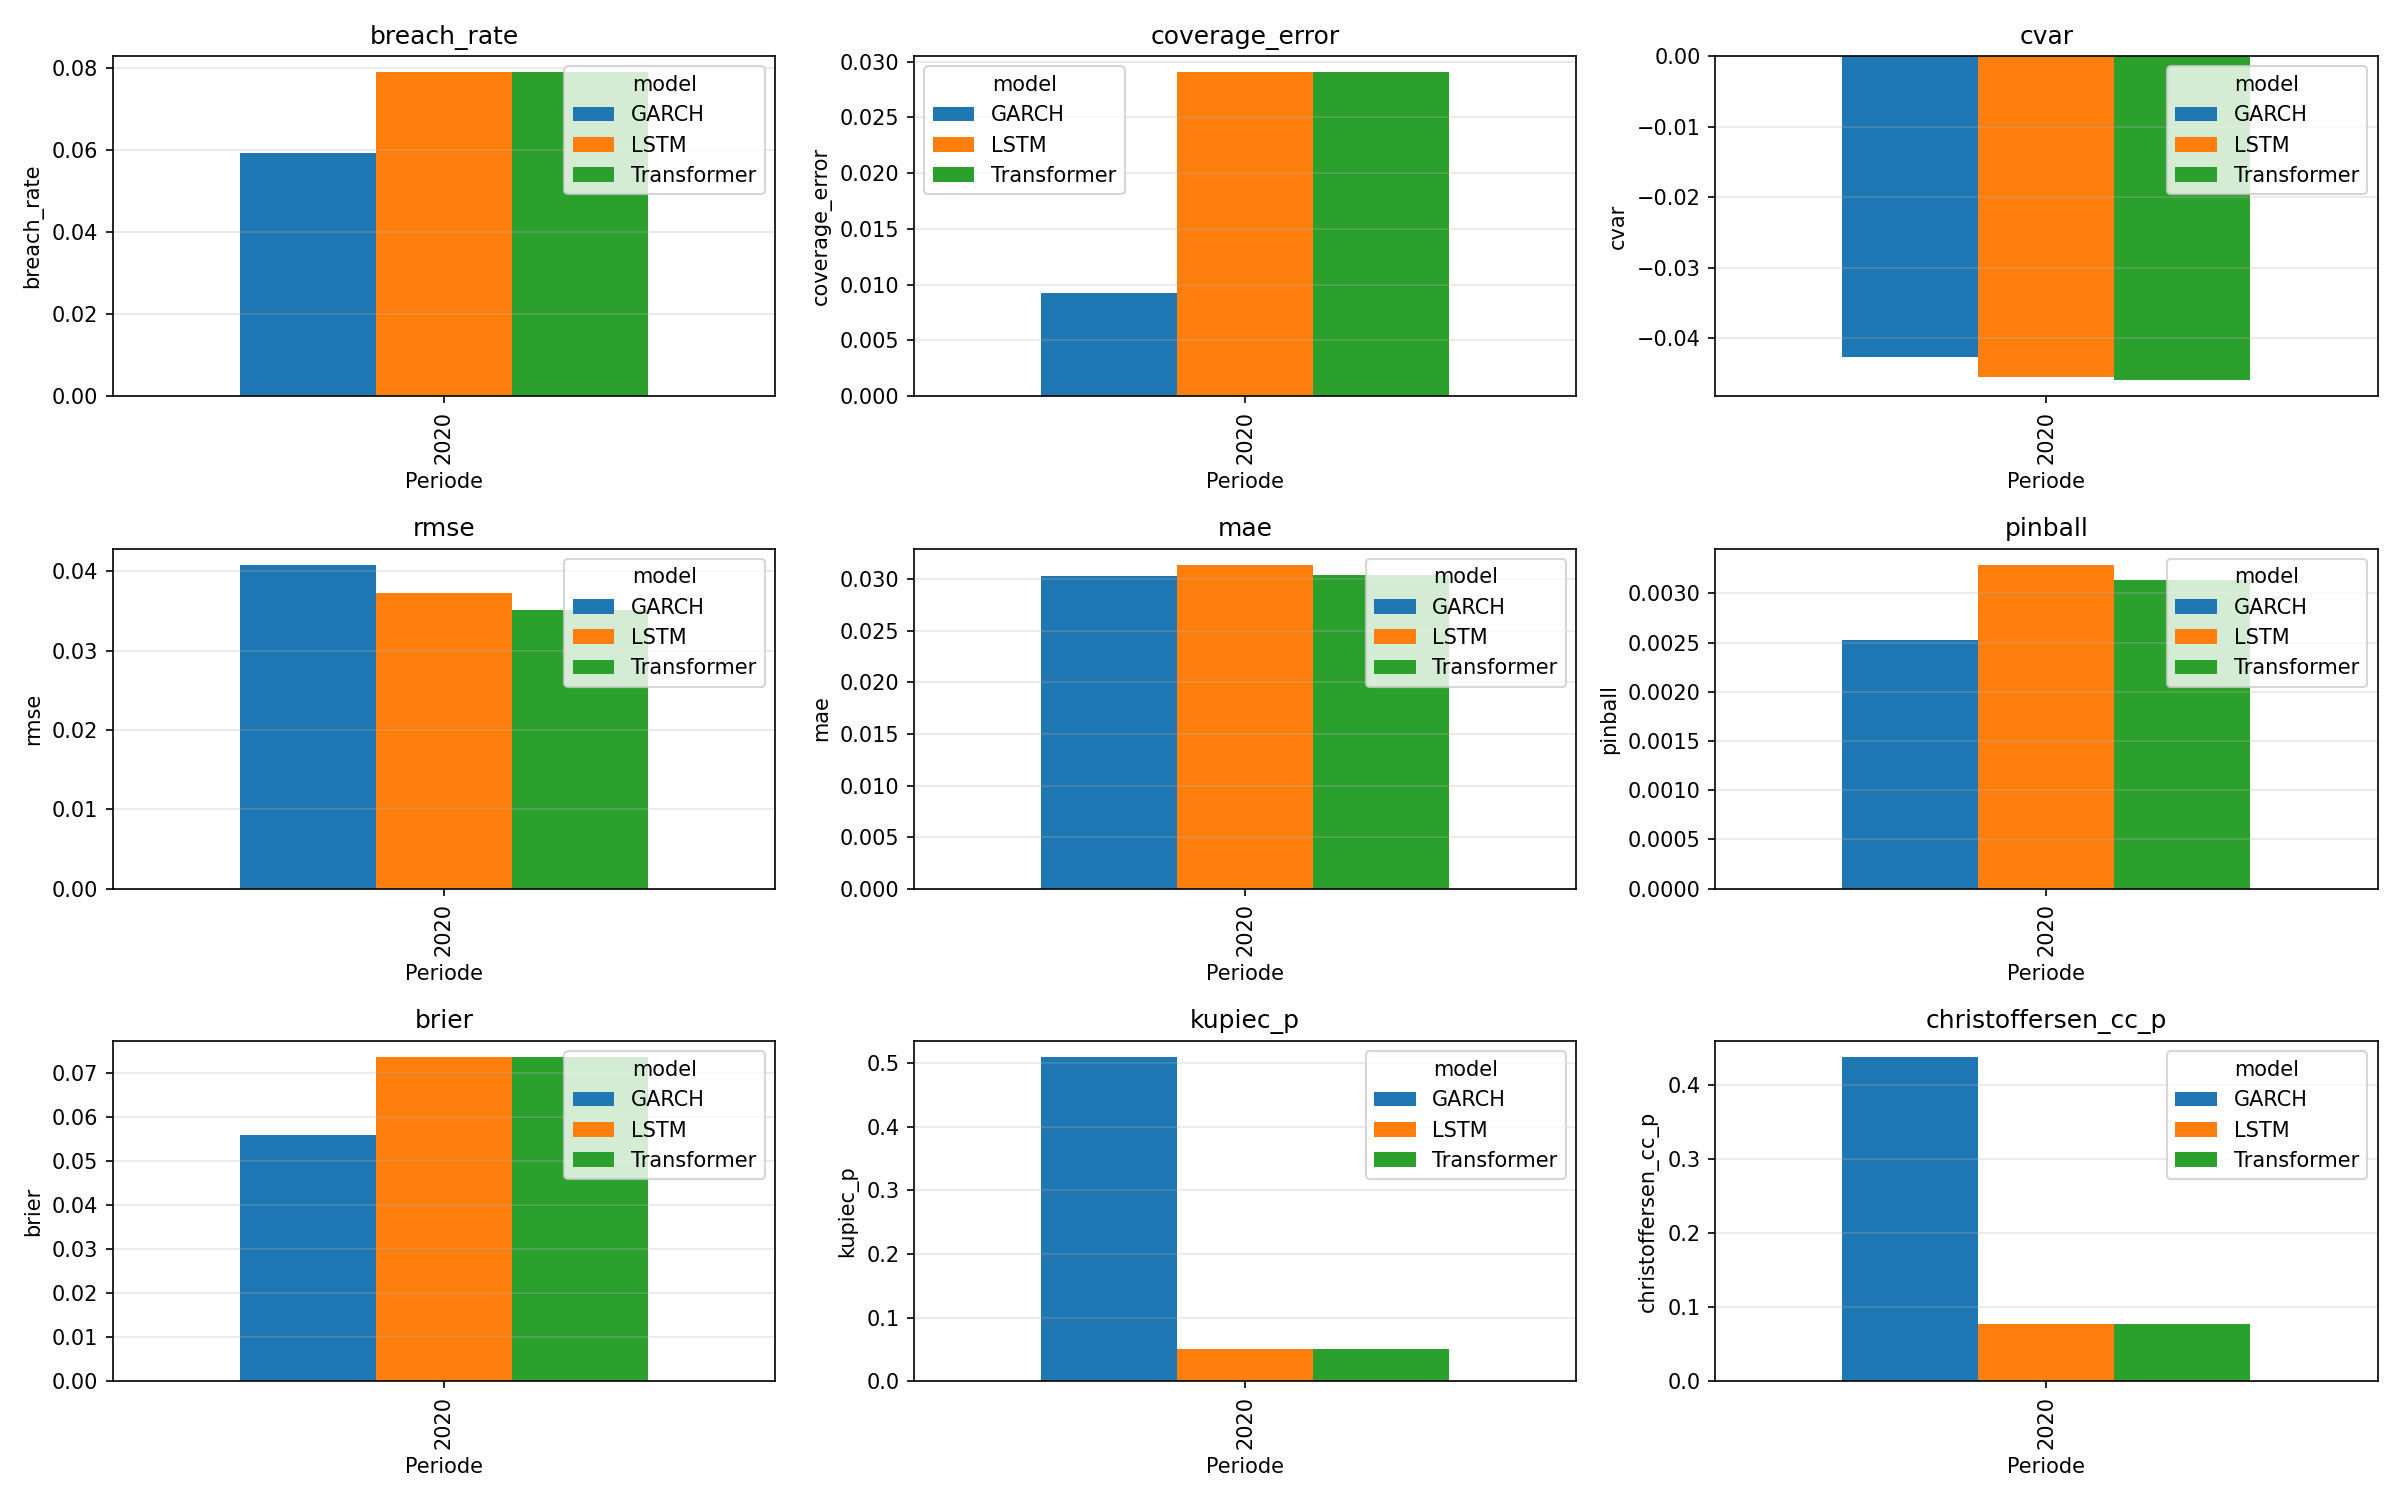 breach_rate
breach_rate
0.08
0.06
0.04
0.02
0.00
model
GARCH
LSTM
Transformer
2020
Periode
coverage_error
coverage_error
0.030
0.025
0.020
0.015
0.010
0.005
0.000
model
GARCH
LSTM
Transformer
2020
Periode
cvar
cvar
0.00
−0.01
−0.02
−0.03
−0.04
model
GARCH
LSTM
Transformer
2020
Periode
rmse
rmse
0.04
0.03
0.02
0.01
0.00
model
GARCH
LSTM
Transformer
2020
Periode
mae
mae
0.030
0.025
0.020
0.015
0.010
0.005
0.000
model
GARCH
LSTM
Transformer
2020
Periode
pinball
pinball
0.0030
0.0025
0.0020
0.0015
0.0010
0.0005
0.0000
model
GARCH
LSTM
Transformer
2020
Periode
brier
brier
0.07
0.06
0.05
0.04
0.03
0.02
0.01
0.00
model
GARCH
LSTM
Transformer
2020
Periode
kupiec_p
kupiec_p
0.5
0.4
0.3
0.2
0.1
0.0
model
GARCH
LSTM
Transformer
2020
Periode
christoffersen_cc_p
christoffersen_cc_p
0.4
0.3
0.2
0.1
0.0
model
GARCH
LSTM
Transformer
2020
Periode